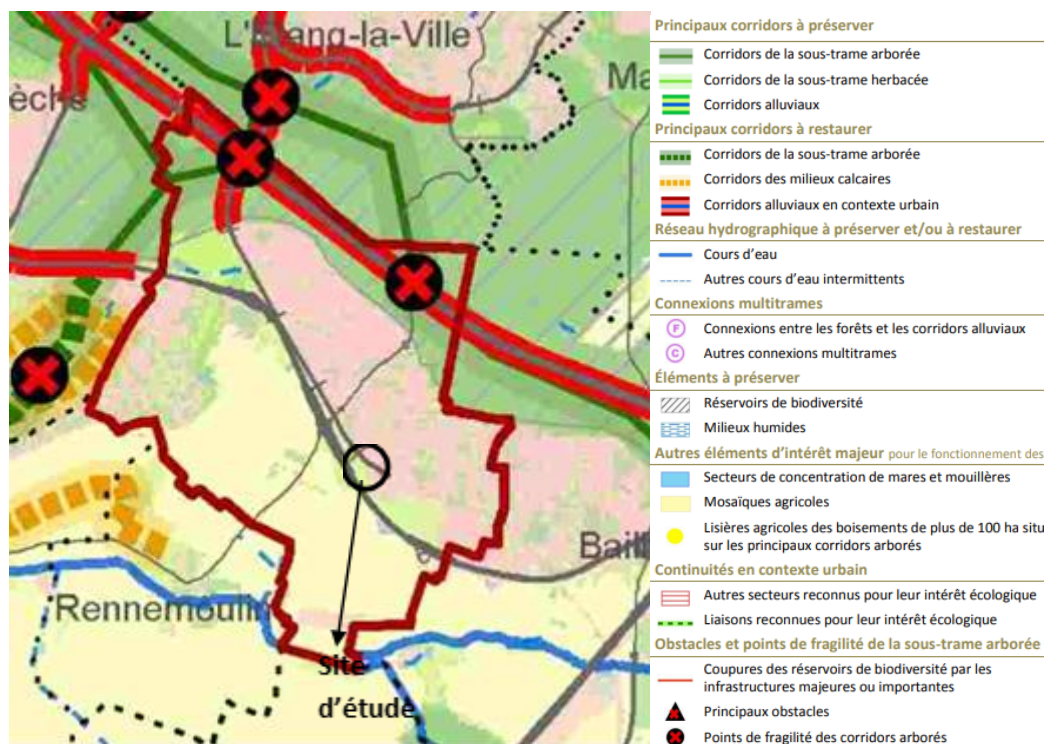 L'Etang-la-Ville
èche
Ma
Rennemoulin
Bail
Site
d'étude
Principaux corridors à préserver
Corridors de la sous-trame arborée
Corridors de la sous-trame herbacée
Corridors alluviaux
Principaux corridors à restaurer
Corridors de la sous-trame arborée
Corridors des milieux calcaires
Corridors alluviaux en contexte urbain
Réseau hydrographique à préserver et/ou à restaurer
Cours d'eau
Autres cours d'eau intermittents
Connexions multitrames
F Connexions entre les forêts et les corridors alluviaux
C Autres connexions multitrames
Éléments à préserver
Réservoirs de biodiversité
Milieux humides
Autres éléments d'intérêt majeur pour le fonctionnement des
Secteurs de concentration de mares et mouillères
Mosaïques agricoles
Lisières agricoles des boisements de plus de 100 ha situ
sur les principaux corridors arborés
Continuités en contexte urbain
Autres secteurs reconnus pour leur intérêt écologique
Liaisons reconnues pour leur intérêt écologique
Obstacles et points de fragilité de la sous-trame arborée
Coupures des réservoirs de biodiversité par les
infrastructures majeures ou importantes
Principaux obstacles
Points de fragilité des corridors arborés